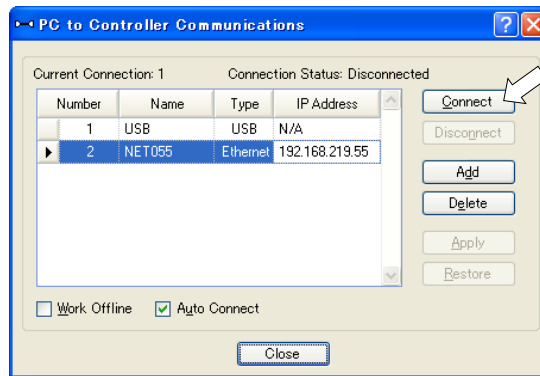 PC to Controller Communications
Current Connection: 1 Connection Status: Disconnected
Number Name Type IP Address
1 USB USB N/A
2 NET055 Ethernet 192.168.219.55
Connect
Disconnect
Add
Delete
Apply
Restore
Work Offline Auto Connect
Close